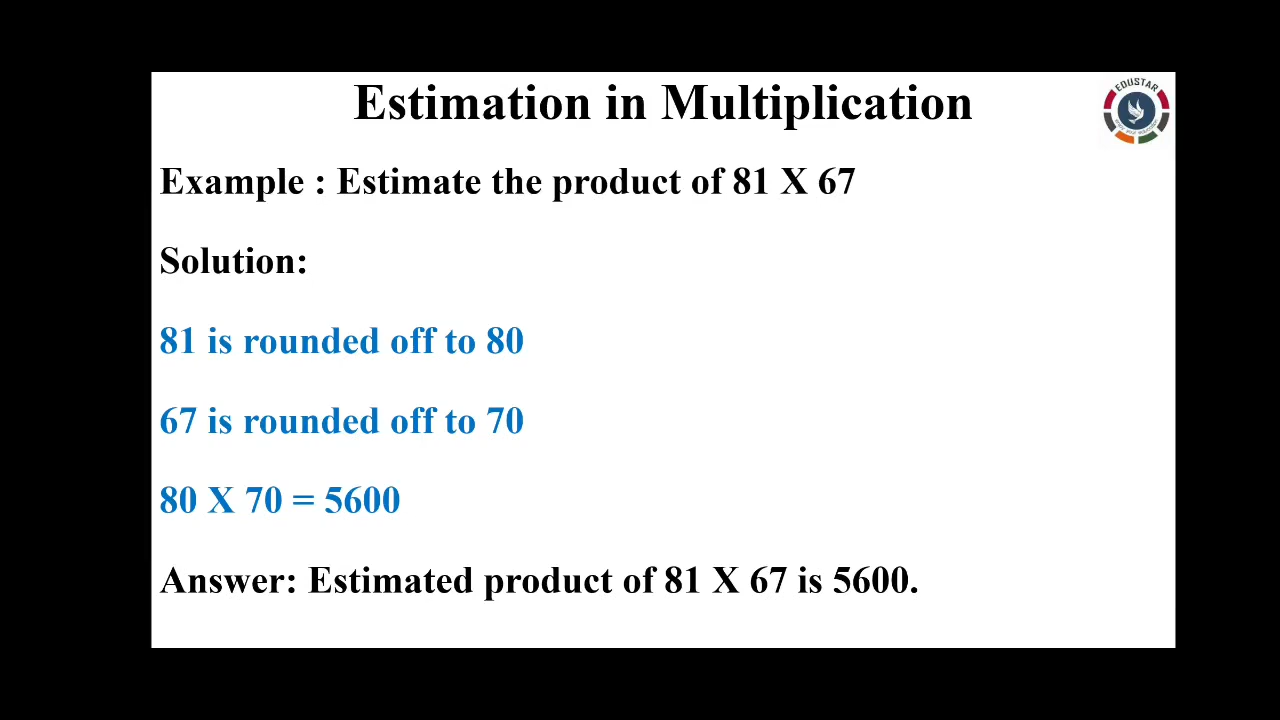 Estimation in Multiplication
EDUSTAR
Example : Estimate the product of 81 X 67
Solution:
81 is rounded off to 80
67 is rounded off to 70
80 X 70 = 5600
Answer: Estimated product of 81 X 67 is 5600.